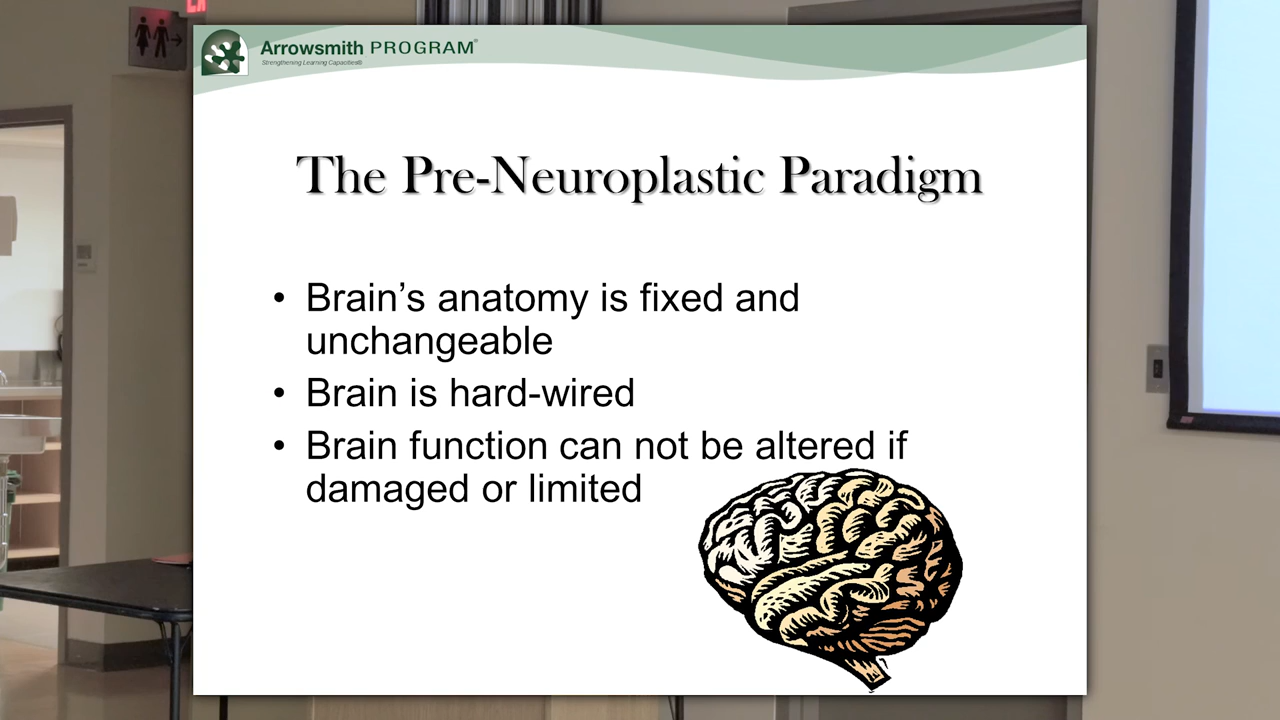 Arrowsmith PROGRAM®
Strengthening Learning Capacities®
The Pre-Neuroplastic Paradigm
• Brain’s anatomy is fixed and
unchangeable
• Brain is hard-wired
• Brain function can not be altered if
damaged or limited